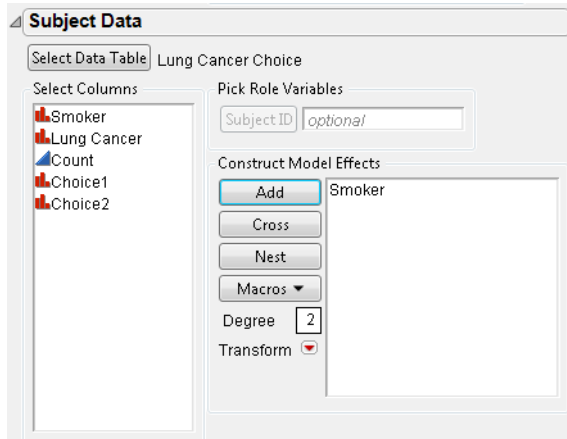 Subject Data
Select Data Table Lung Cancer Choice
Select Columns
Smoker
Lung Cancer
Count
Choice1
Choice2
Pick Role Variables
Subject ID optional
Construct Model Effects
Add
Cross
Nest
Macros
Degree 2
Transform
Smoker